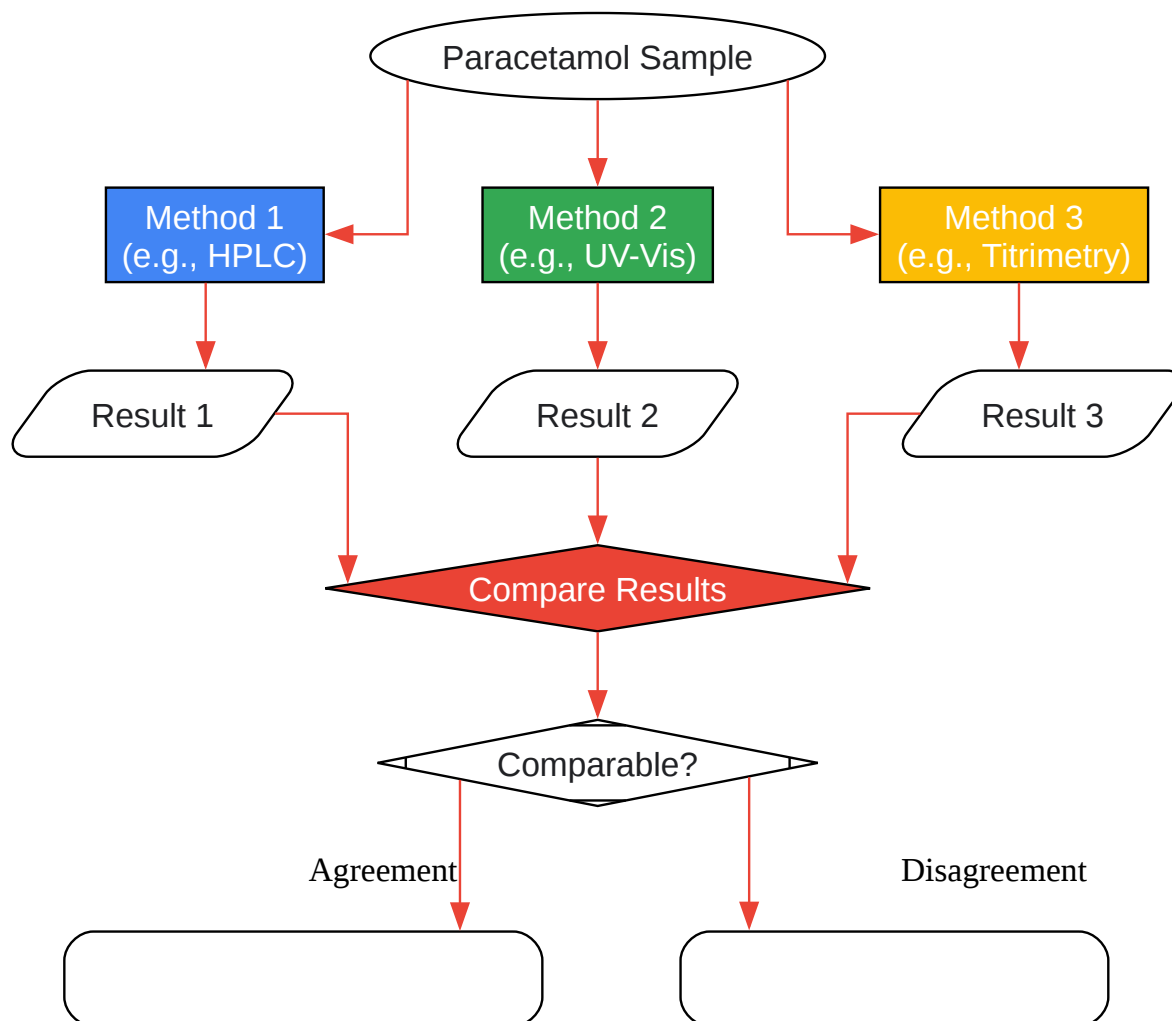 Paracetamol Sample
Method 1
(e.g., HPLC)
Method 2
(e.g., UV-Vis)
Method 3
(e.g., Titrimetry)
Result 1
Result 2
Result 3
Compare Results
Comparable?
Agreement
Disagreement